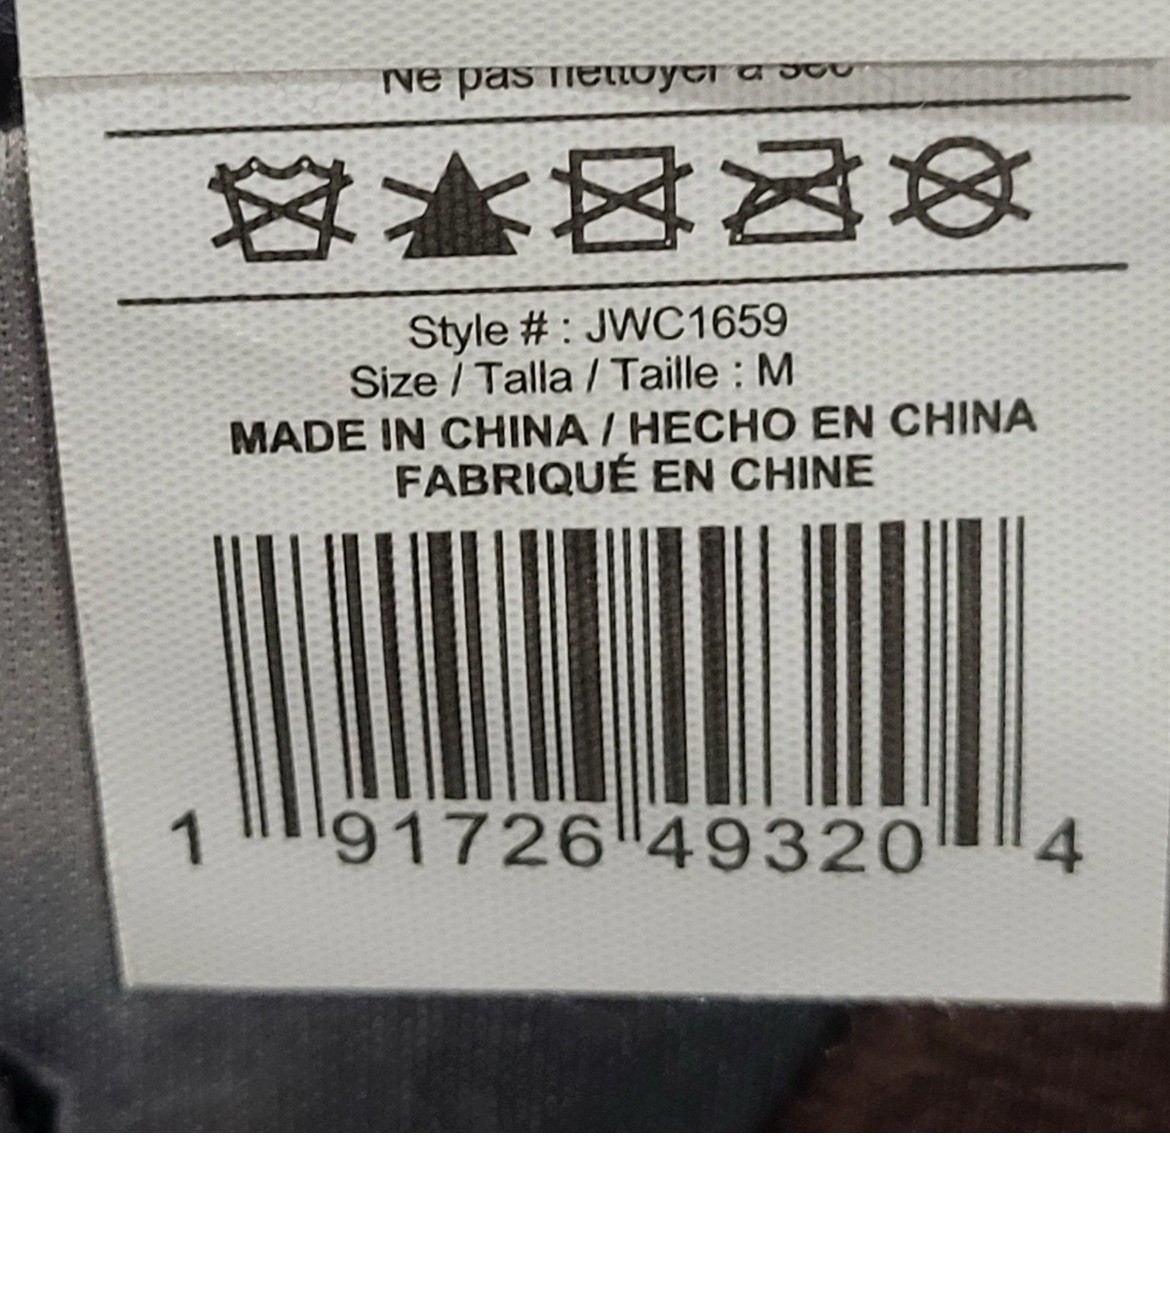 Ne pas nettoyer à sec
Style # : JWC1659
Size / Talla / Taille : M
MADE IN CHINA / HECHO EN CHINA
FABRIQUÉ EN CHINE
1 91726 49320 4